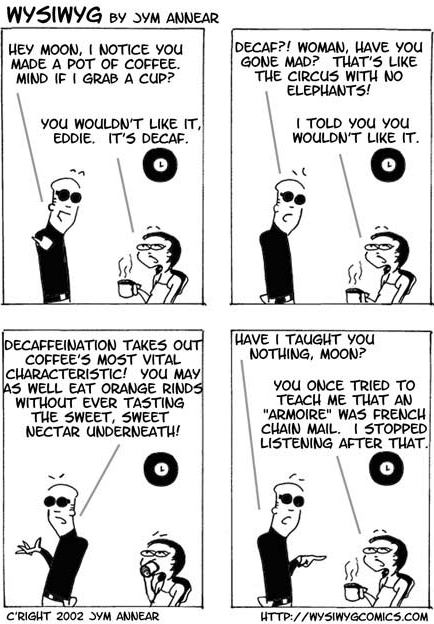 WYSIWYG BY JYM ANNEAR
HEY MOON, I NOTICE YOU
MADE A POT OF COFFEE.
MIND IF I GRAB A CUP?
YOU WOULDN'T LIKE IT,
EDDIE. IT'S DECAF.
DECAF?! WOMAN, HAVE YOU
GONE MAD? THAT'S LIKE
THE CIRCUS WITH NO
ELEPHANTS!
I TOLD YOU YOU
WOULDN'T LIKE IT.
DECAFFEINATION TAKES OUT
COFFEE'S MOST VITAL
CHARACTERISTIC! YOU MAY
AS WELL EAT ORANGE RINDS
WITHOUT EVER TASTING
THE SWEET, SWEET
NECTAR UNDERNEATH!
HAVE I TAUGHT YOU
NOTHING, MOON?
YOU ONCE TRIED TO
TEACH ME THAT AN
"ARMOIRE" WAS FRENCH
CHAIN MAIL. I STOPPED
LISTENING AFTER THAT.
C'RIGHT 2002 JYM ANNEAR
HTTP://WYSIWYGCOMICS.COM